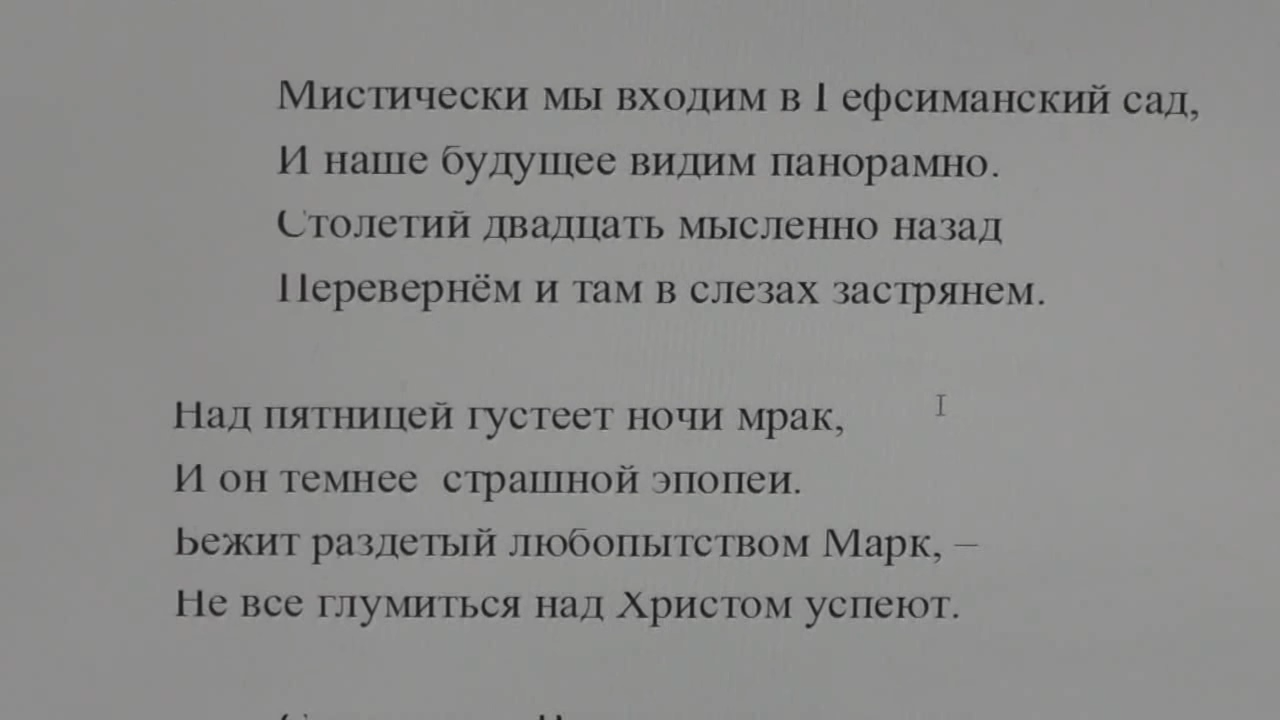 Мистически мы входим в Гефсиманский сад,
И наше будущее видим панорамно.
Столетий двадцать мысленно назад
Перевернём и там в слезах застрянем.
Над пятницей густеет ночи мрак,
И он темнее страшной эпопеи.
Бежит раздетый любопытством Марк, –
Не все глумиться над Христом успеют.